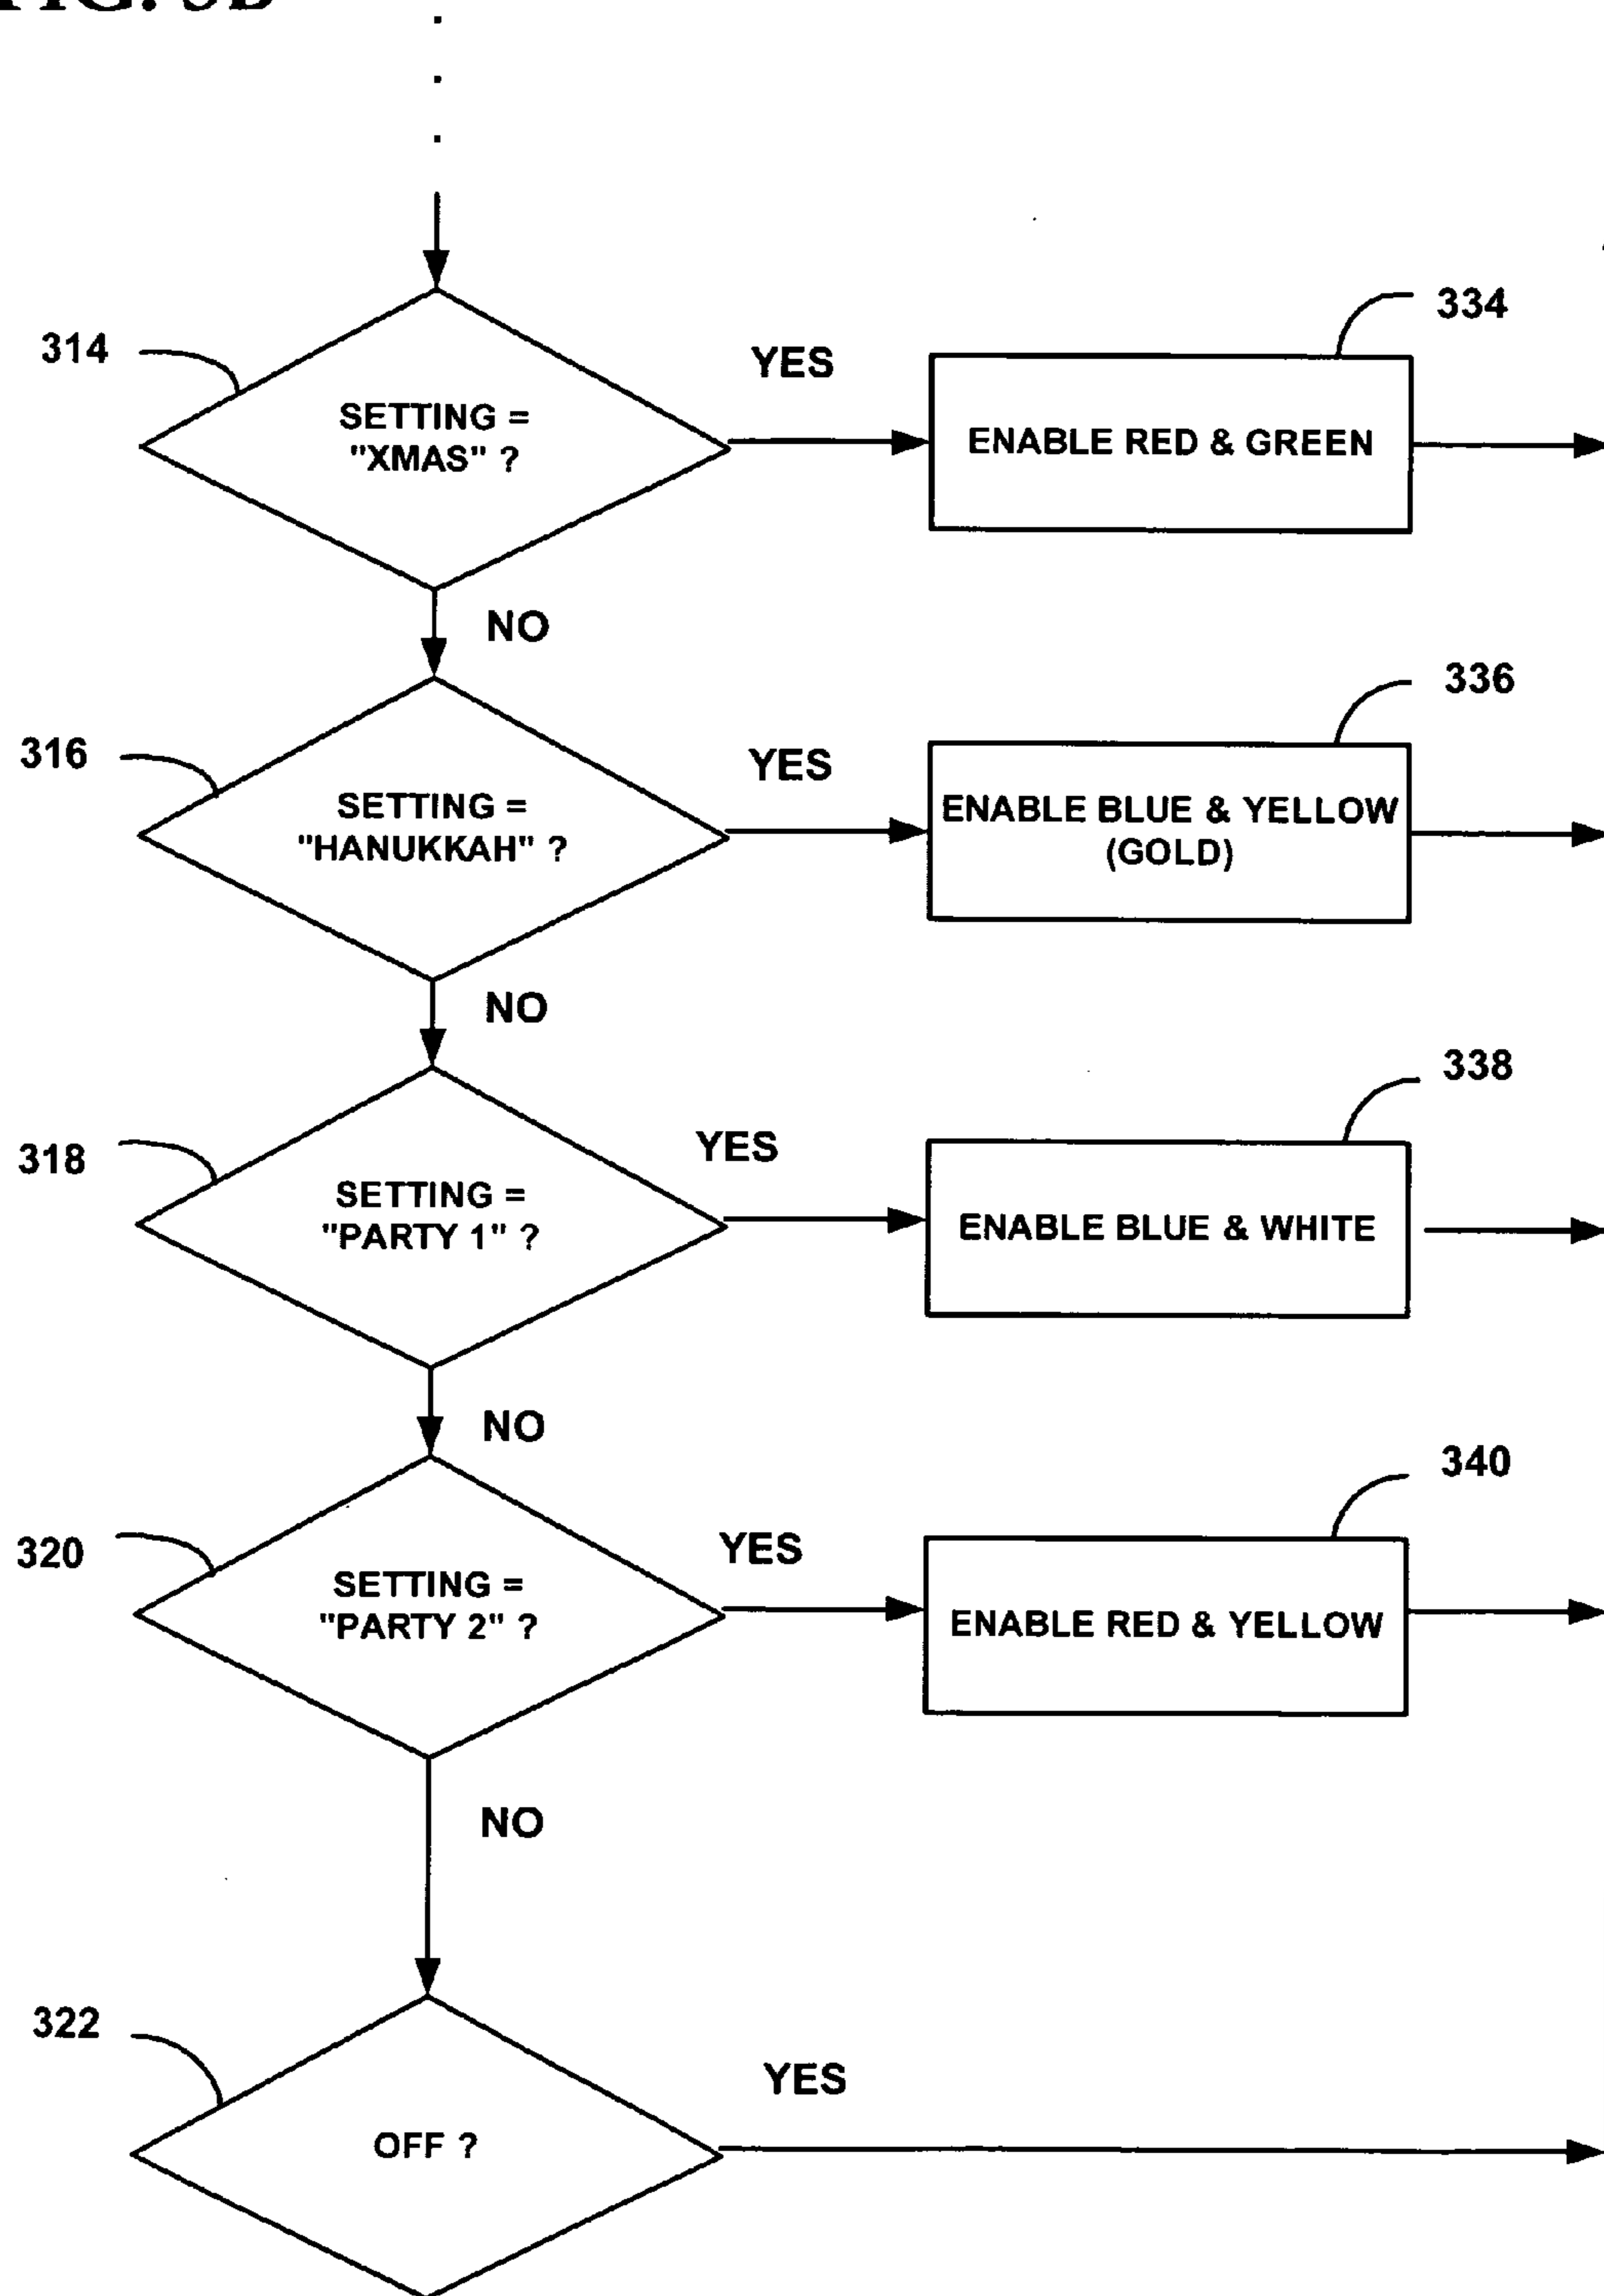 314
SETTING =
"XMAS" ?
YES
334
ENABLE RED & GREEN
NO
316
SETTING =
"HANUKKAH" ?
YES
336
ENABLE BLUE & YELLOW
(GOLD)
NO
318
SETTING =
"PARTY 1" ?
YES
338
ENABLE BLUE & WHITE
NO
320
SETTING =
"PARTY 2" ?
YES
340
ENABLE RED & YELLOW
NO
322
OFF ?
YES